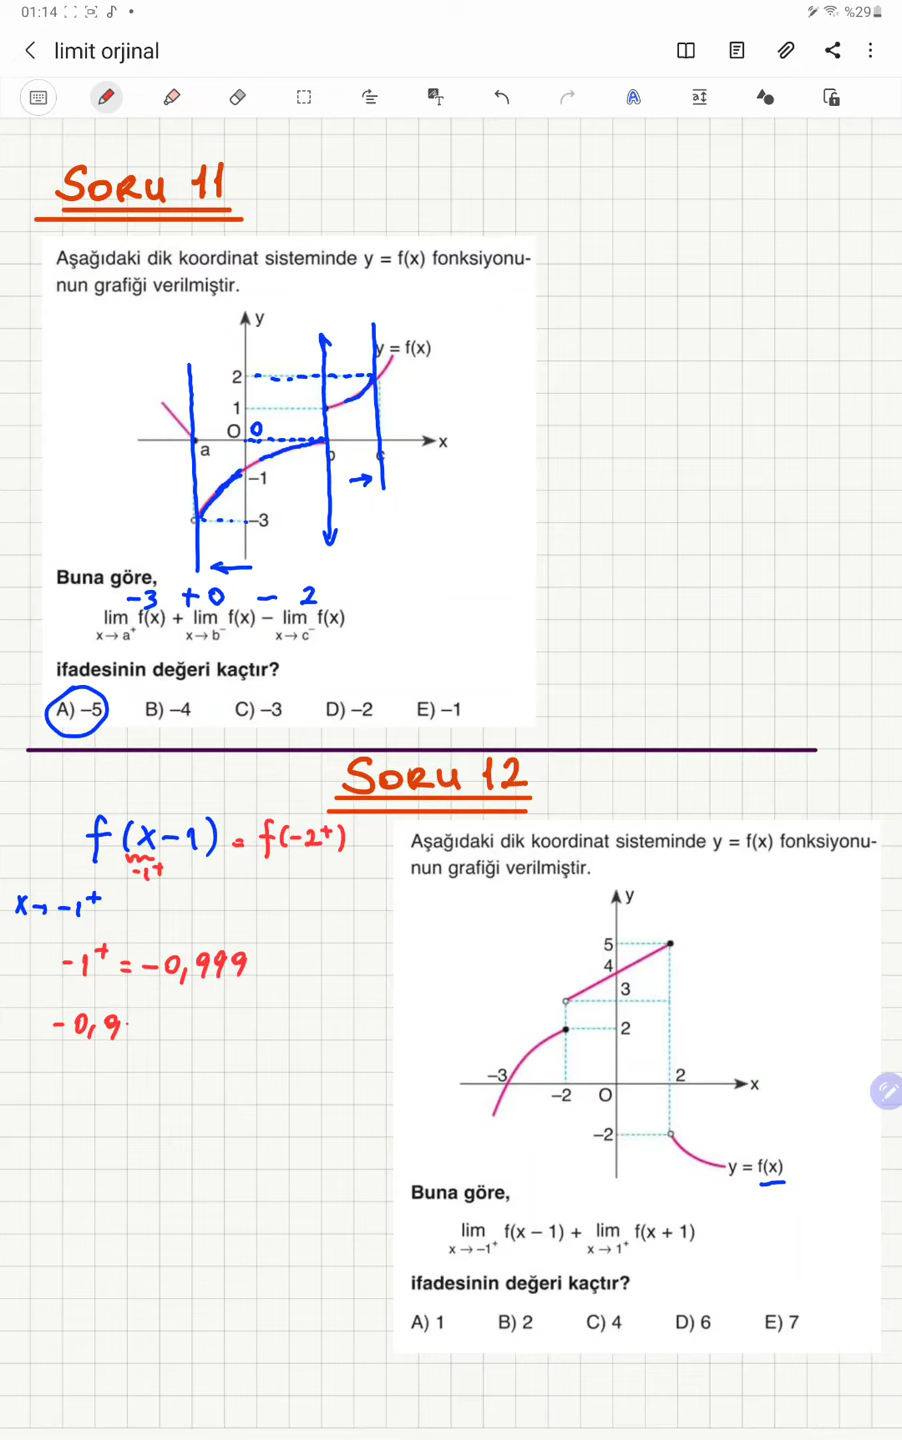 01:14
%29
limit orjinal
SORU 11
Aşağıdaki dik koordinat sisteminde y = f(x) fonksiyonu-
nun grafiği verilmiştir.
y
y = f(x)
2
1
O 0
x
a
b
c
-1
-3
Buna göre,
-3 + 0 - 2
lim f(x) + lim f(x) – lim f(x)
x→a⁺ x→b⁻ x→c⁻
ifadesinin değeri kaçtır?
A) –5 B) –4 C) –3 D) –2 E) –1
SORU 12
f(x-1) = f(-2⁺)
-1⁺
x→ -1⁺
-1⁺ = -0,999
-0,9
Aşağıdaki dik koordinat sisteminde y = f(x) fonksiyonu-
nun grafiği verilmiştir.
y
5
4
3
2
–3
2
x
–2
O
–2
y = f(x)
Buna göre,
lim f(x – 1) + lim f(x + 1)
x→–1⁺ x→1⁺
ifadesinin değeri kaçtır?
A) 1 B) 2 C) 4 D) 6 E) 7